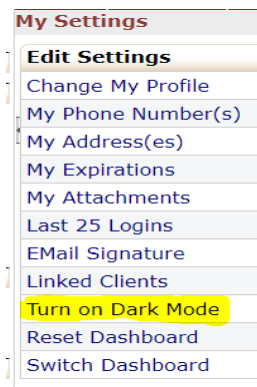 My Settings
Edit Settings
Change My Profile
My Phone Number(s)
My Address(es)
My Expirations
My Attachments
Last 25 Logins
EMail Signature
Linked Clients
Turn on Dark Mode
Reset Dashboard
Switch Dashboard